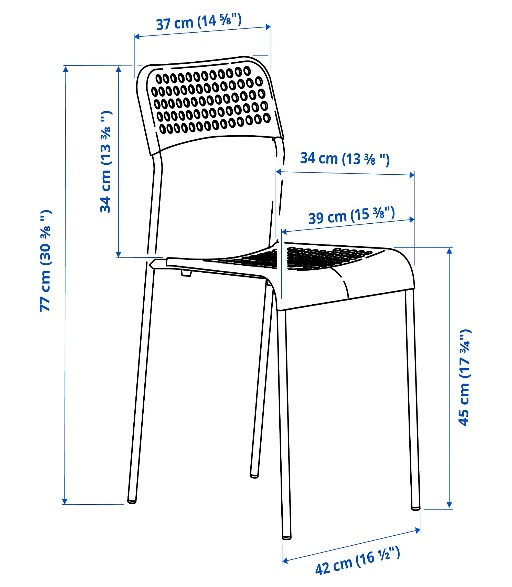 37 cm (14 ⅝")
34 cm (13 ⅜ ")
34 cm (13 ⅜ ")
39 cm (15 ⅜")
77 cm (30 ⅜ ")
45 cm (17 ¾")
42 cm (16 ½")